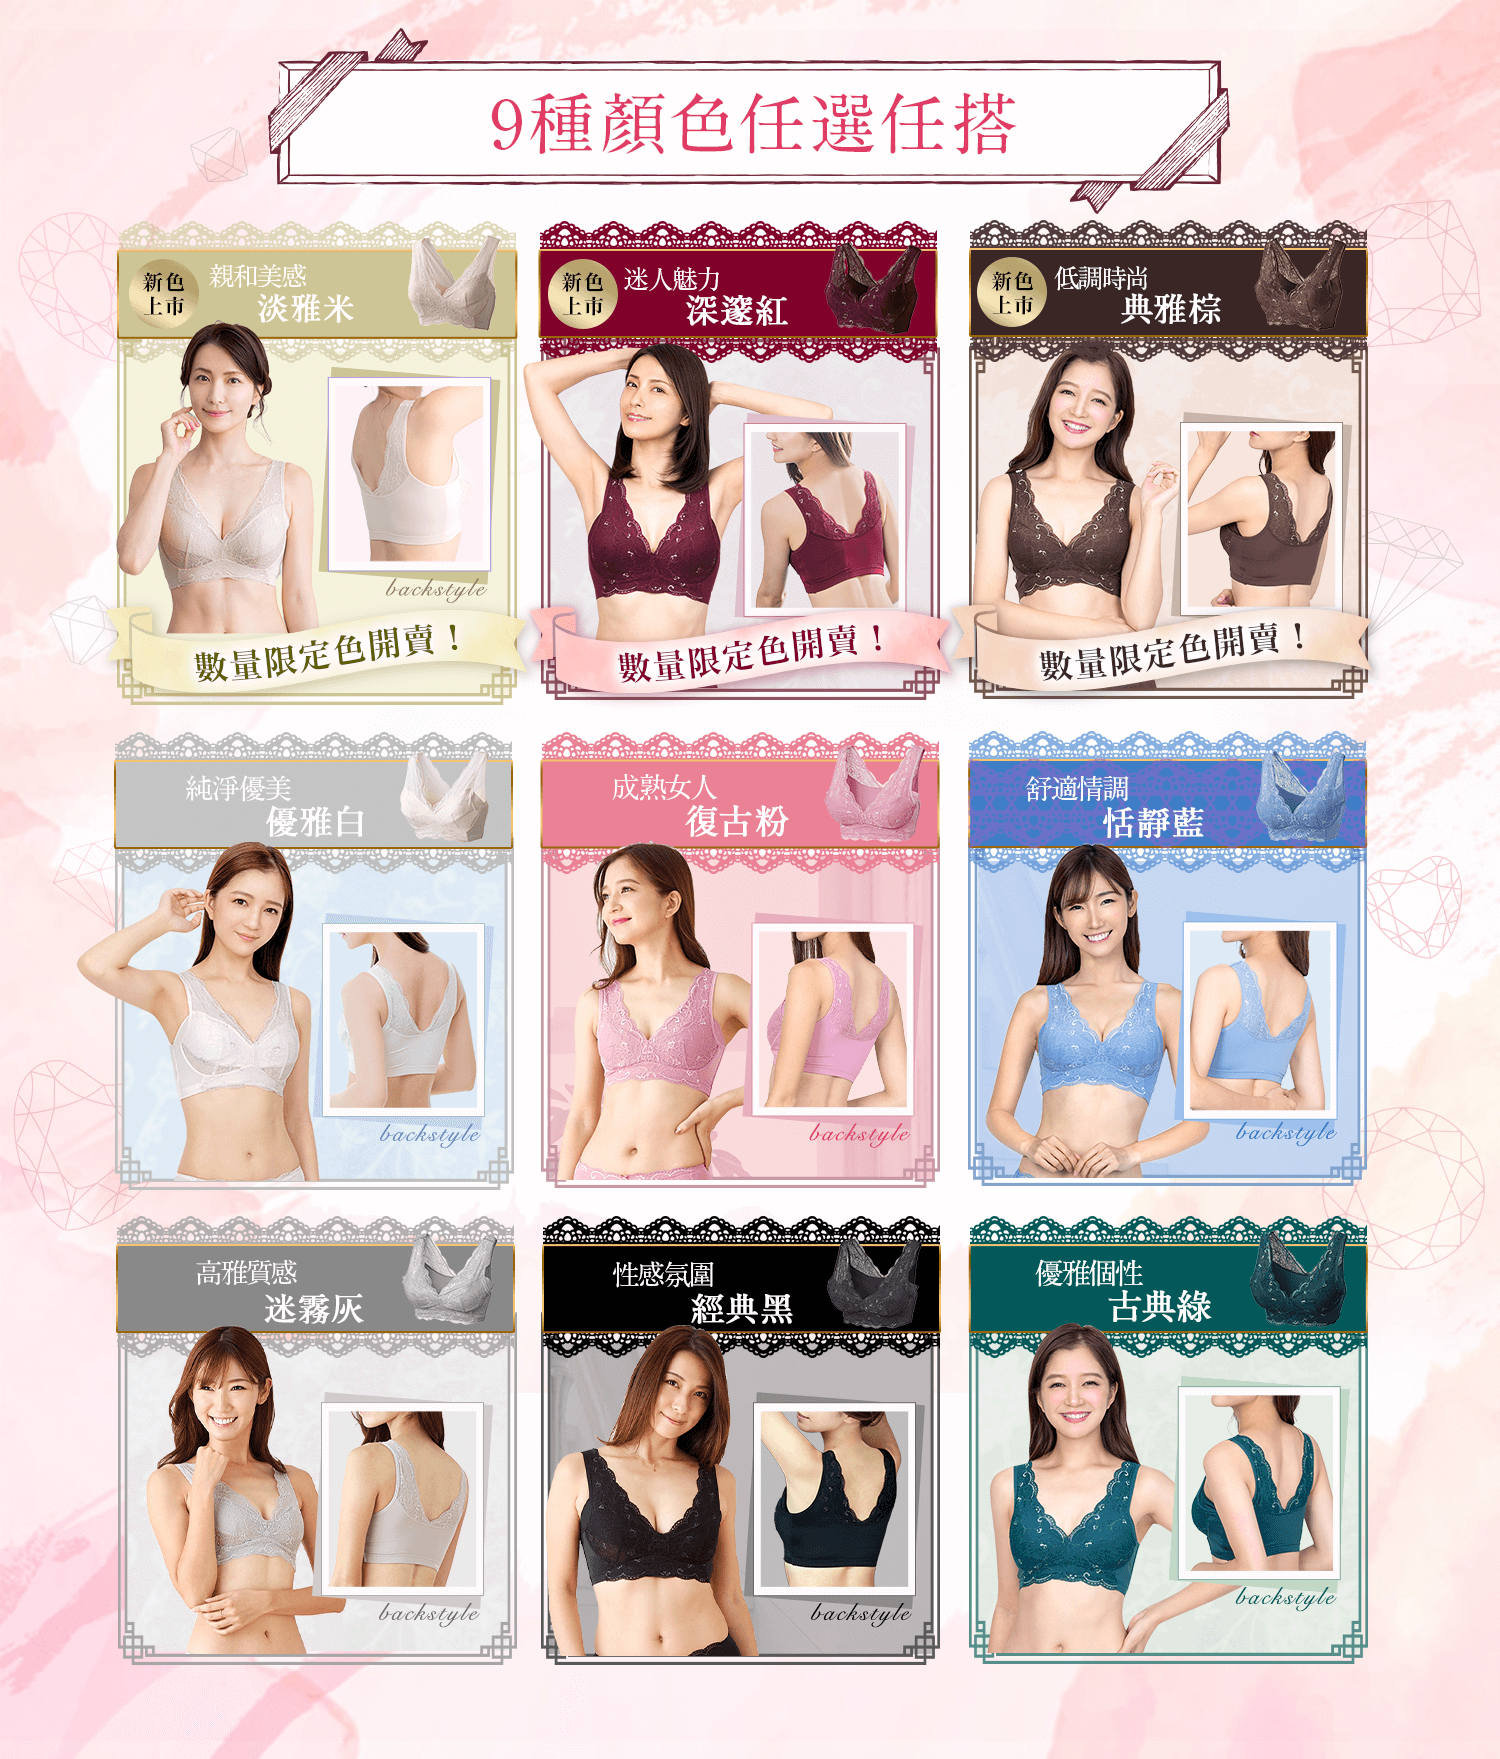 9種顏色任選任搭
新色
上市
親和美感
淡雅米
backstyle
數量限定色開賣！
新色
上市
迷人魅力
深邃紅
數量限定色開賣！
新色
上市
低調時尚
典雅棕
數量限定色開賣！
純淨優美
優雅白
backstyle
成熟女人
復古粉
backstyle
舒適情調
恬靜藍
backstyle
高雅質感
迷霧灰
backstyle
性感氛圍
經典黑
backstyle
優雅個性
古典綠
backstyle